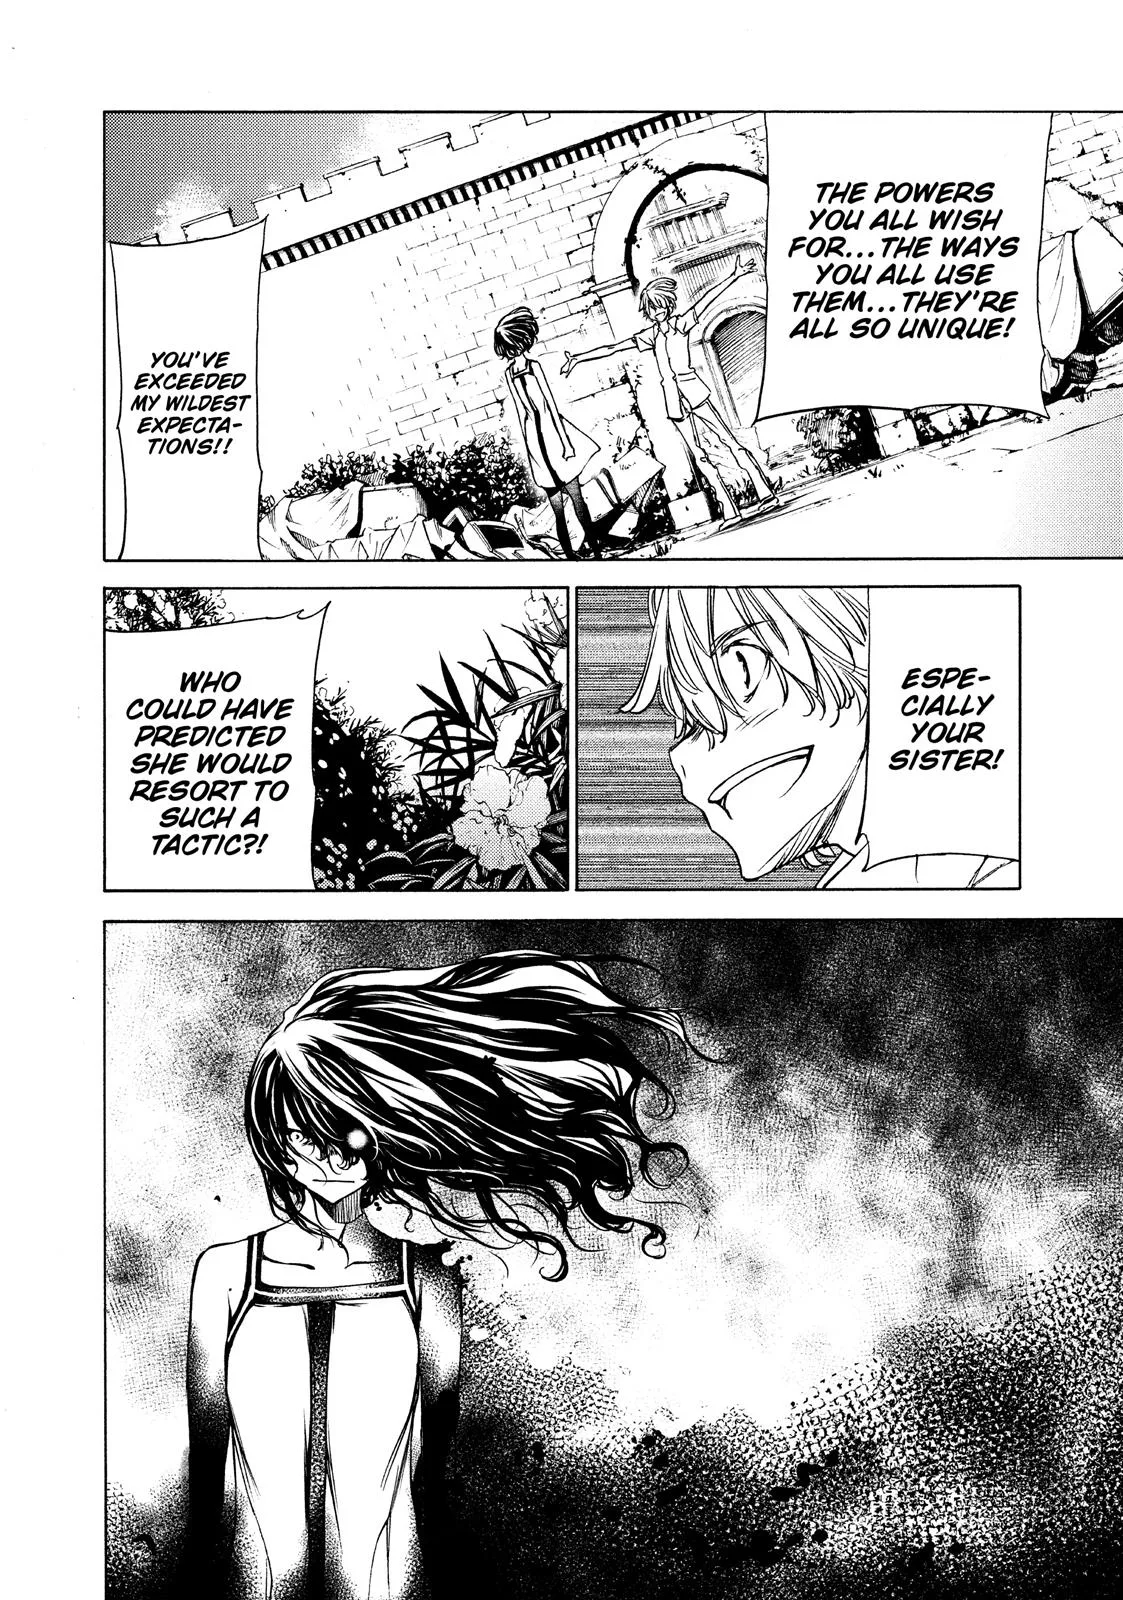 THE POWERS
YOU ALL WISH
FOR...THE WAYS
YOU ALL USE
THEM...THEY'RE
ALL SO UNIQUE!
YOU'VE
EXCEEDED
MY WILDEST
EXPECTA-
TIONS!!
ESPE-
CIALLY
YOUR
SISTER!
WHO
COULD HAVE
PREDICTED
SHE WOULD
RESORT TO
SUCH A
TACTIC?!